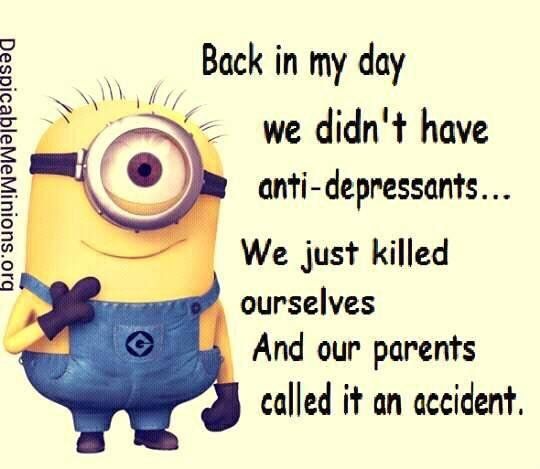 DespicableMeMinions.org
Back in my day
we didn't have
anti-depressants...
We just killed
ourselves
And our parents
called it an accident.
G